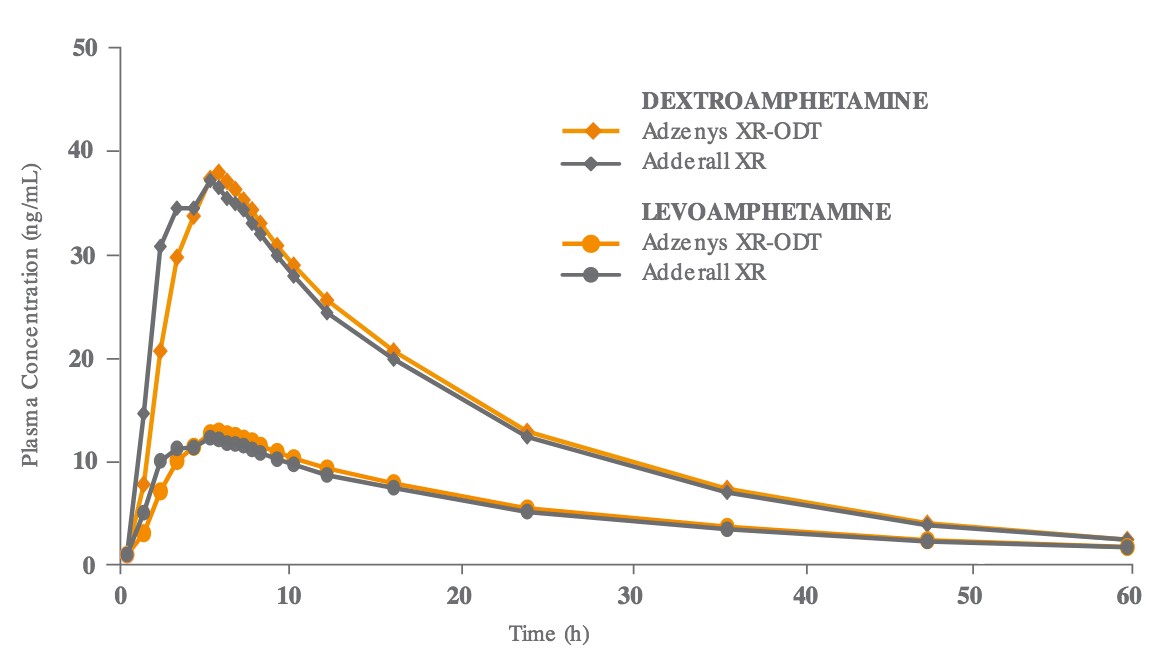 50
40
30
20
10
0
Plasma Concentration (ng/mL)
DEXTROAMPHETAMINE
Adzenys XR-ODT
Adderall XR
LEVOAMPHETAMINE
Adzenys XR-ODT
Adderall XR
0 10 20 30 40 50 60
Time (h)